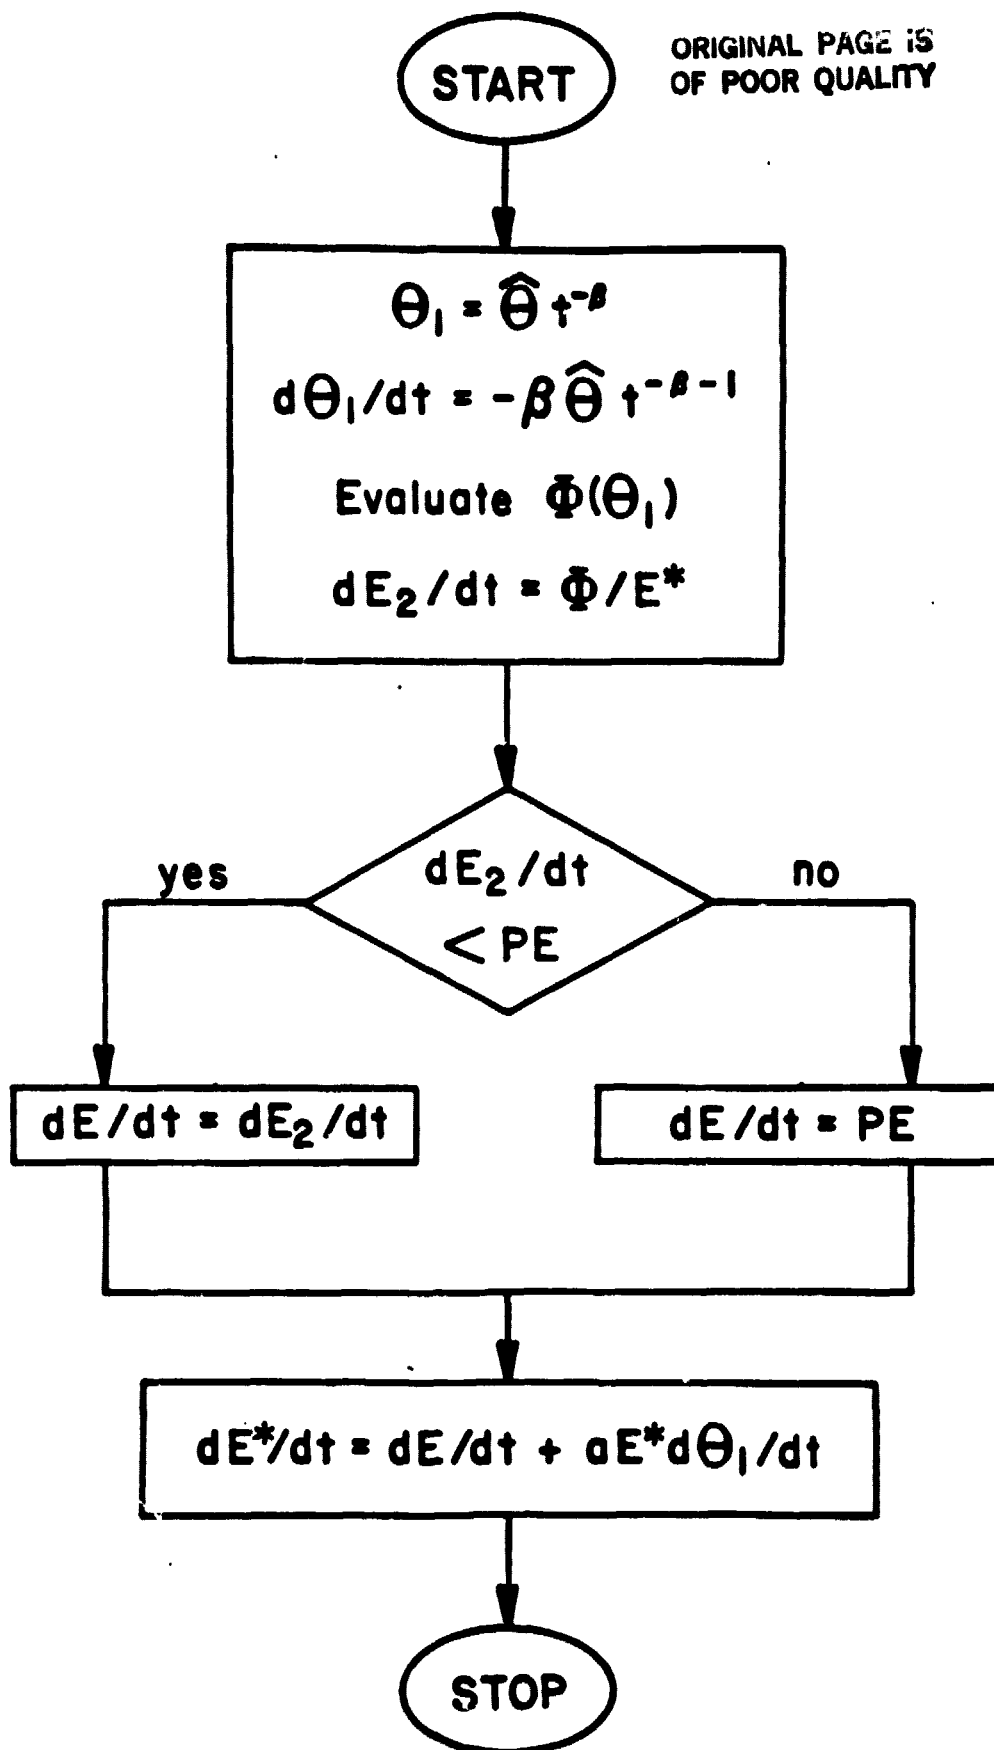 START
ORIGINAL PAGE IS
OF POOR QUALITY
Θ₁ = Θ̂ t⁻ᵝ
dΘ₁/dt = -β Θ̂ t⁻ᵝ⁻¹
Evaluate Φ(Θ₁)
dE₂/dt = Φ/E*
yes
dE₂/dt
< PE
no
dE/dt = dE₂/dt
dE/dt = PE
dE*/dt = dE/dt + aE*dΘ₁/dt
STOP